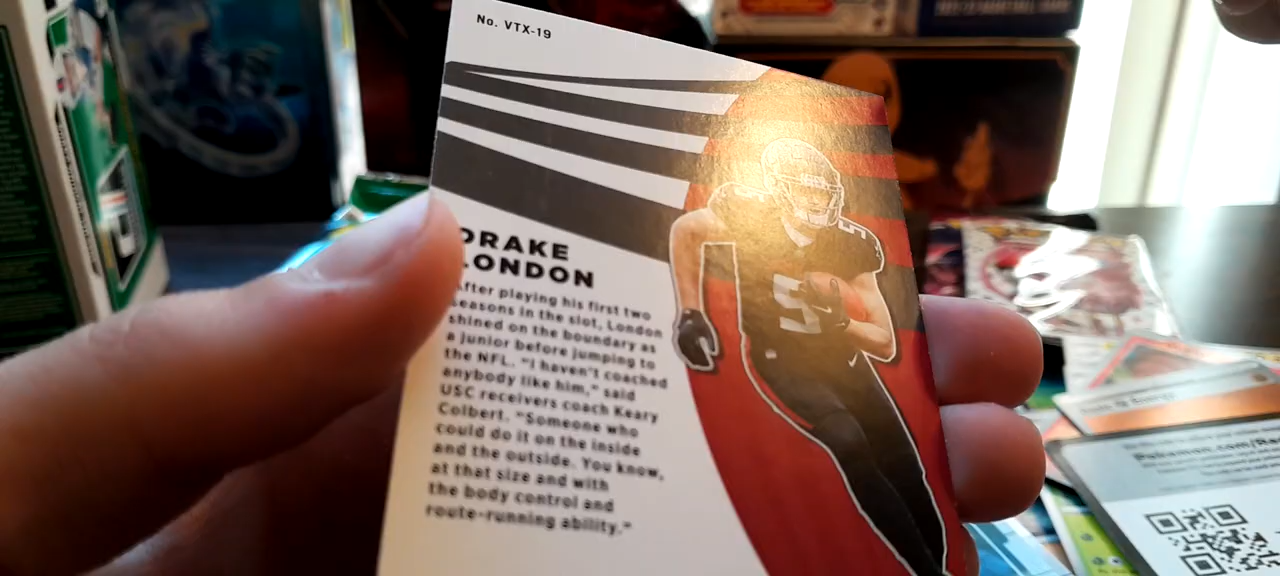 No. VTX-19
DRAKE
LONDON
After playing his first two
seasons in the slot, London
shined on the boundary as
a junior before jumping to
the NFL. "I haven't coached
anybody like him," said
USC receivers coach Keary
Colbert. "Someone who
could do it on the inside
and the outside. You know,
at that size and with
the body control and
route-running ability."
5
5